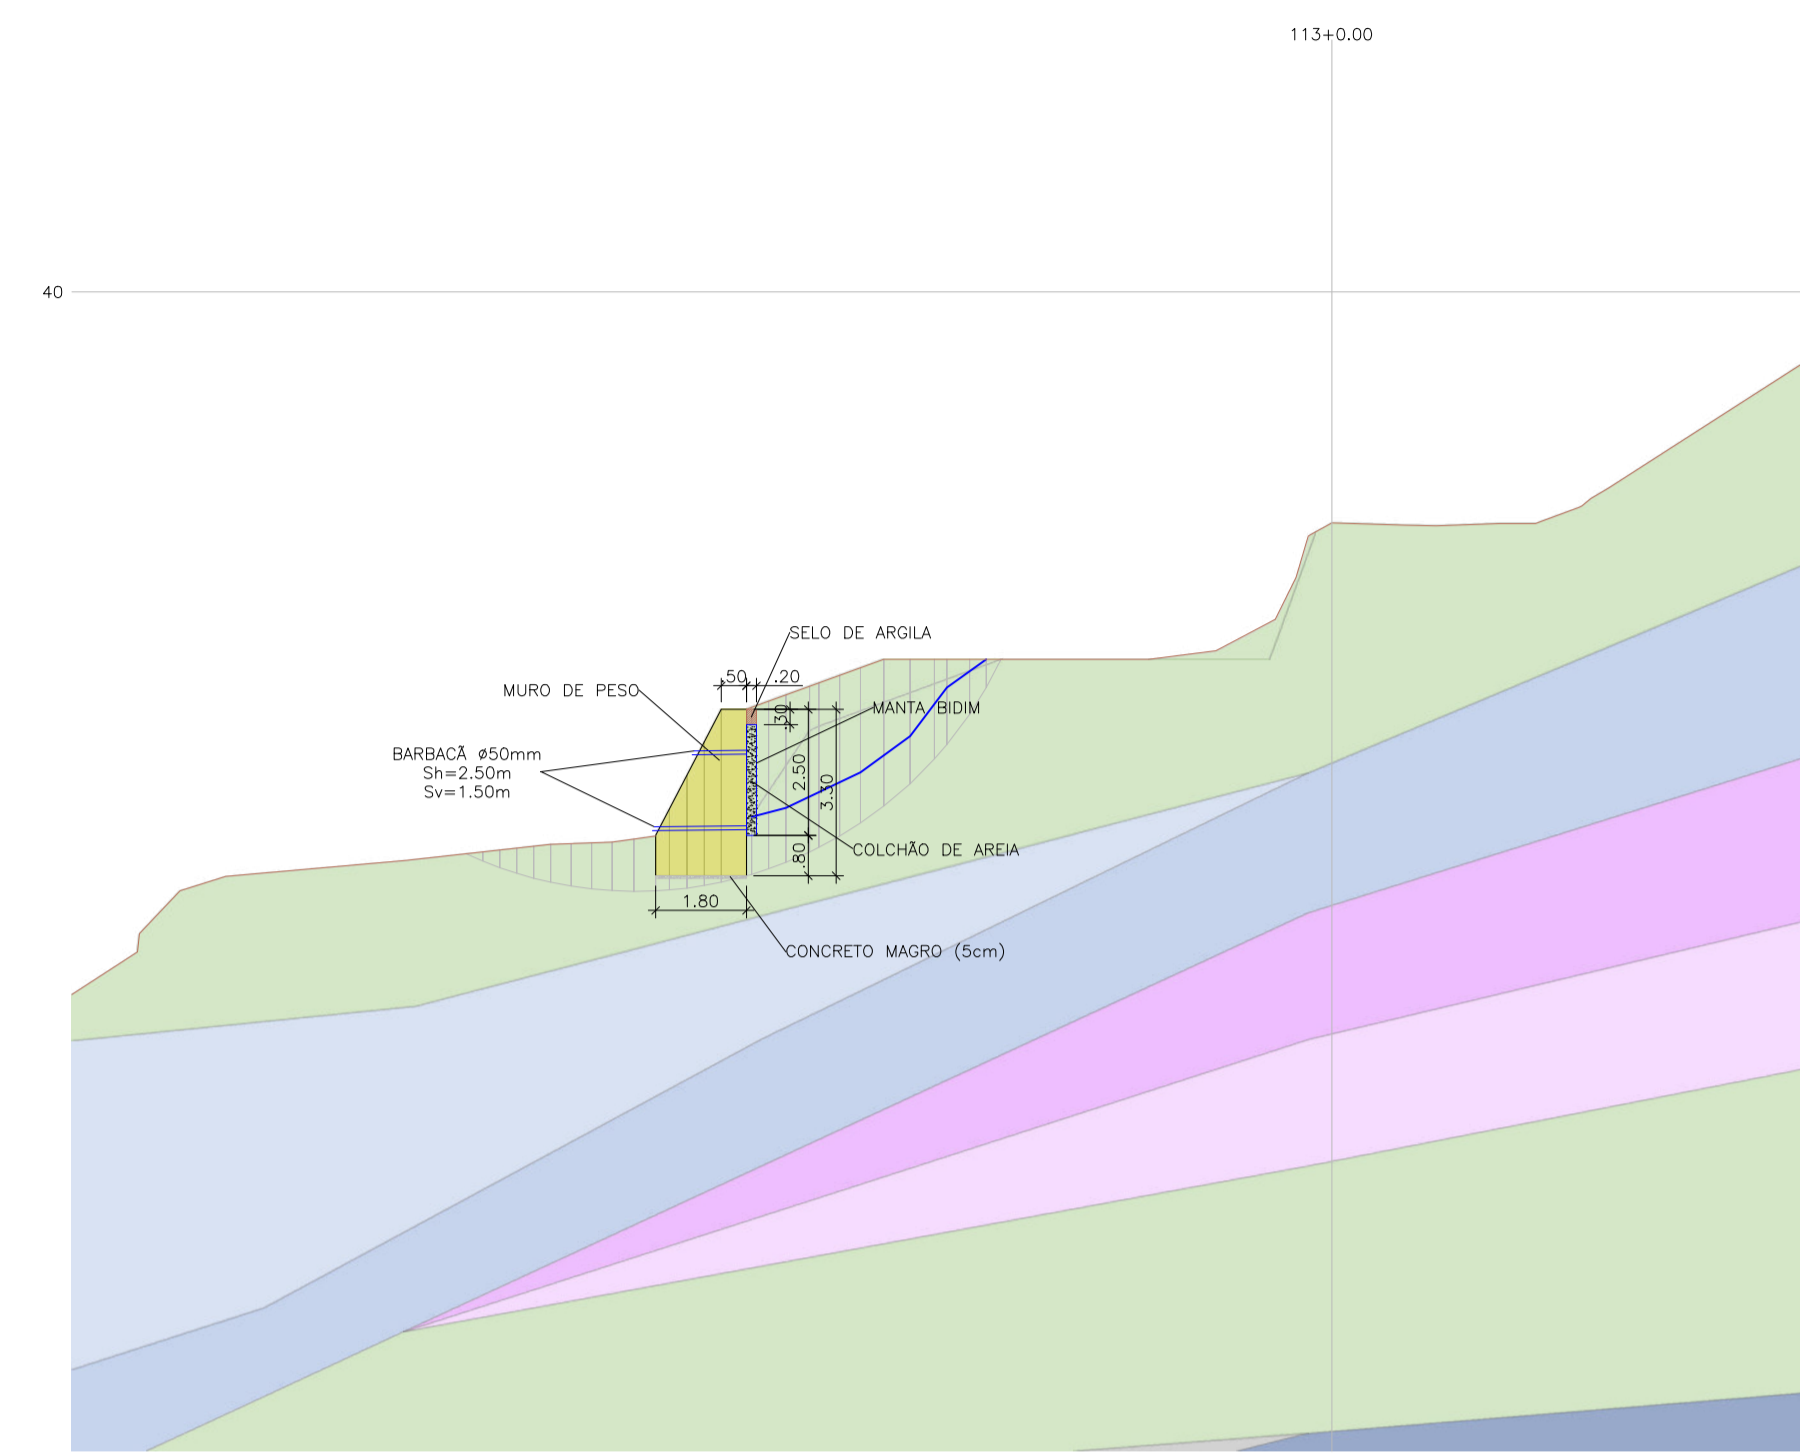 113+0.00
40
SELO DE ARGILA
.50
.20
MURO DE PESO
.30
MANTA BIDIM
BARBACÃ ø50mm
Sh=2.50m
Sv=1.50m
2.50
3.30
.80
COLCHÃO DE AREIA
1.80
CONCRETO MAGRO (5cm)